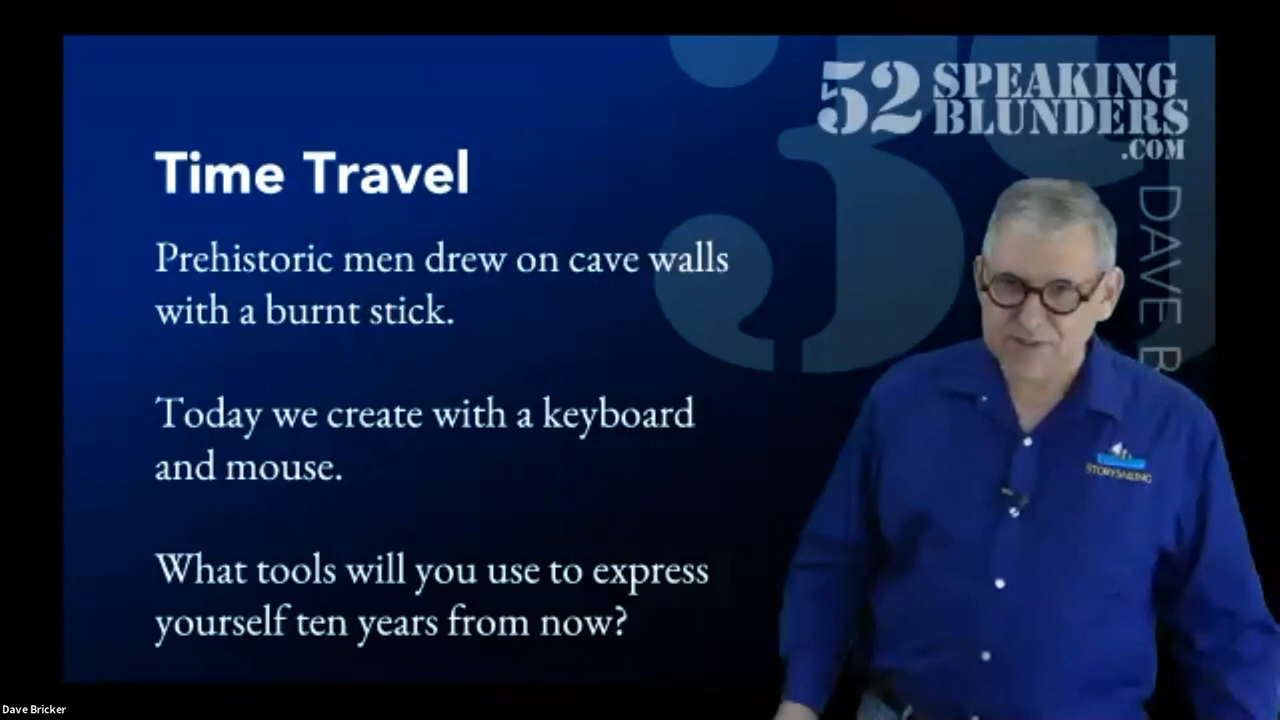 52 SPEAKING
BLUNDERS
.COM
39
DAVE B
Time Travel
Prehistoric men drew on cave walls
with a burnt stick.
Today we create with a keyboard
and mouse.
What tools will you use to express
yourself ten years from now?
STORYSAILING
Dave Bricker